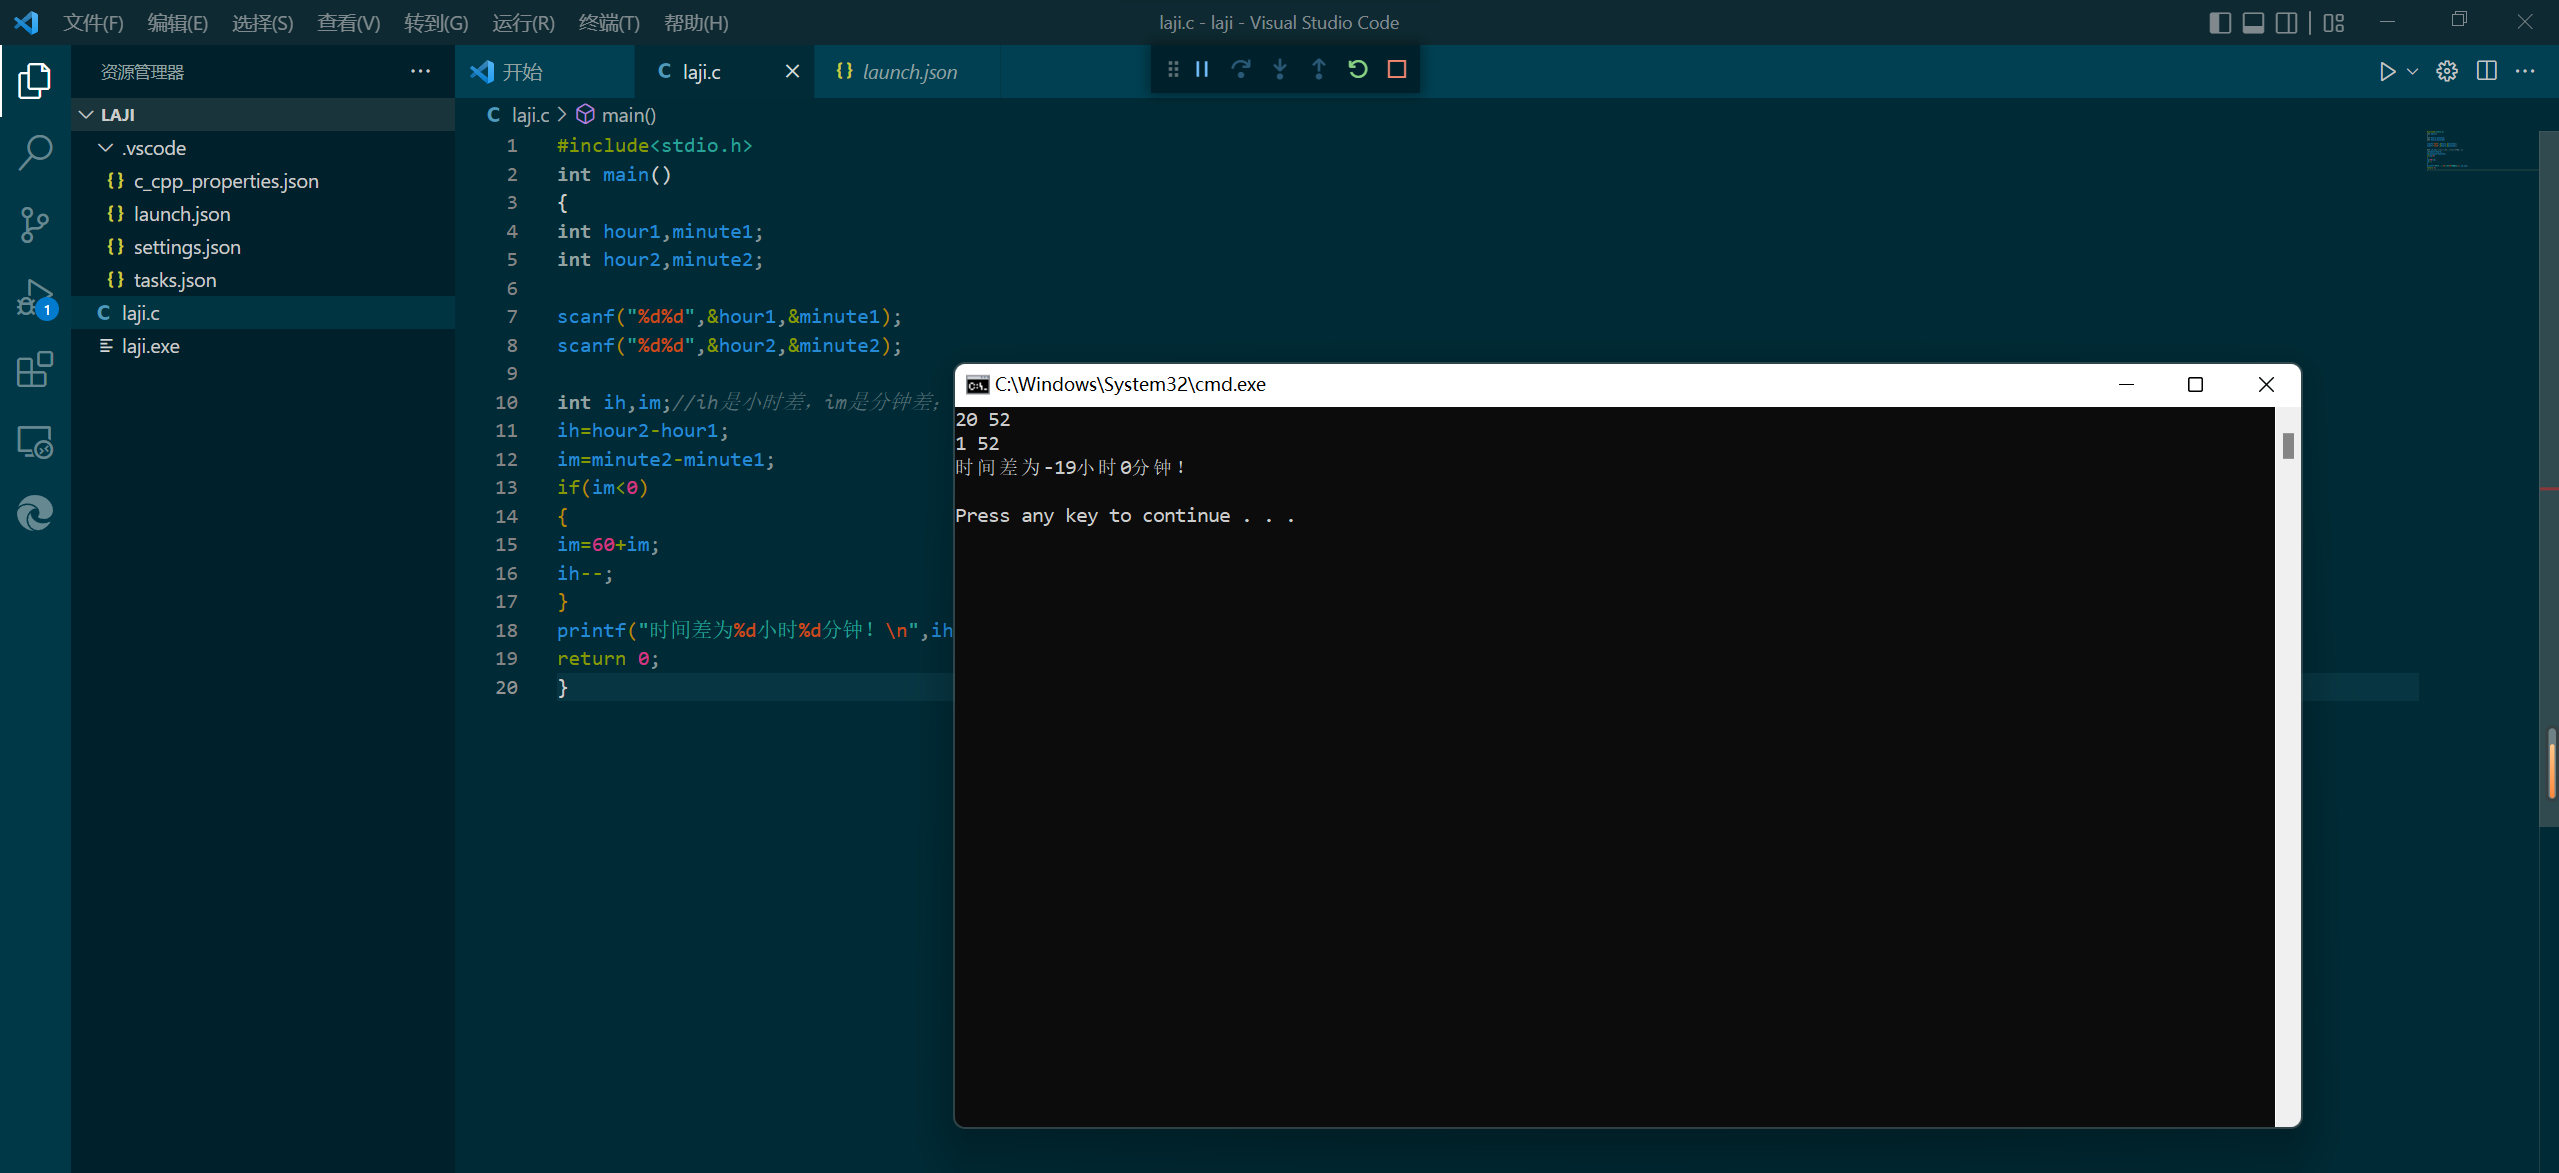 文件(F) 编辑(E) 选择(S) 查看(V) 转到(G) 运行(R) 终端(T) 帮助(H)
laji.c - laji - Visual Studio Code
资源管理器
开始
C laji.c
{} launch.json
LAJI
.vscode
{} c_cpp_properties.json
{} launch.json
{} settings.json
{} tasks.json
C laji.c
laji.exe
1
C laji.c > main()
1 #include<stdio.h>
2 int main()
3 {
4 int hour1,minute1;
5 int hour2,minute2;
6
7 scanf("%d%d",&hour1,&minute1);
8 scanf("%d%d",&hour2,&minute2);
9
10 int ih,im;//ih是小时差，im是分钟差;
11 ih=hour2-hour1;
12 im=minute2-minute1;
13 if(im<0)
14 {
15 im=60+im;
16 ih--;
17 }
18 printf("时间差为%d小时%d分钟！\n",ih
19 return 0;
20 }
C:\Windows\System32\cmd.exe
20 52
1 52
时间差为-19小时0分钟！
Press any key to continue . . .